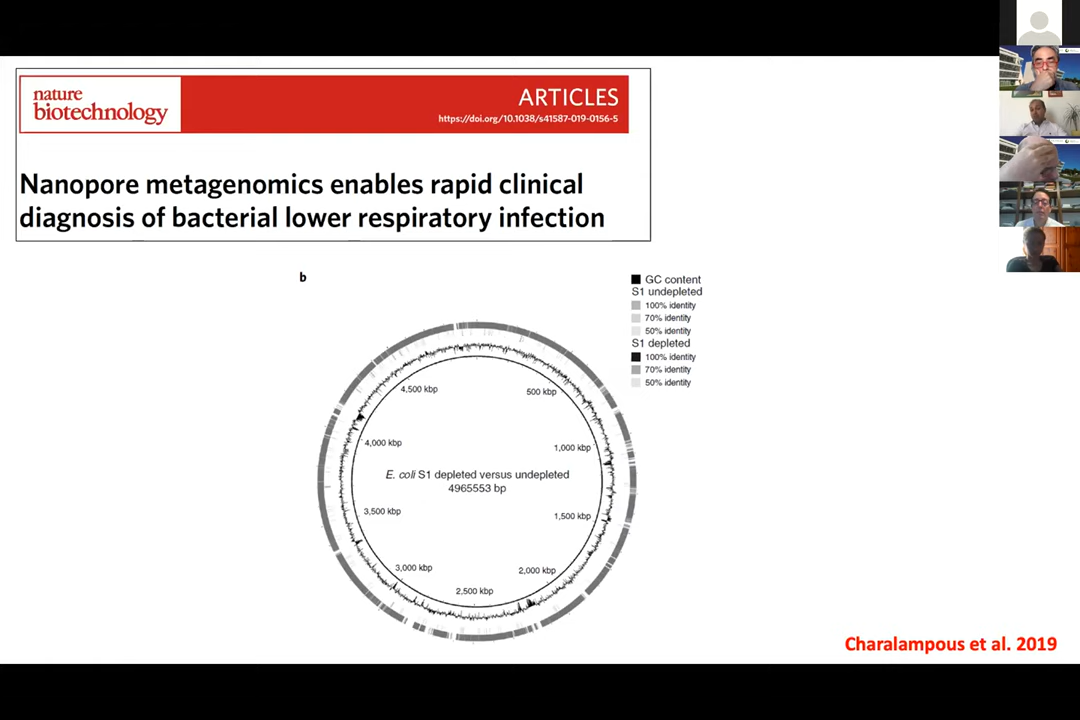 nature
biotechnology
ARTICLES
https://doi.org/10.1038/s41587-019-0156-5
Nanopore metagenomics enables rapid clinical
diagnosis of bacterial lower respiratory infection
b
GC content
S1 undepleted
100% identity
70% identity
50% identity
S1 depleted
100% identity
70% identity
50% identity
4,500 kbp
500 kbp
4,000 kbp
1,000 kbp
E. coli S1 depleted versus undepleted
4965553 bp
3,500 kbp
1,500 kbp
3,000 kbp
2,000 kbp
2,500 kbp
Charalampous et al. 2019